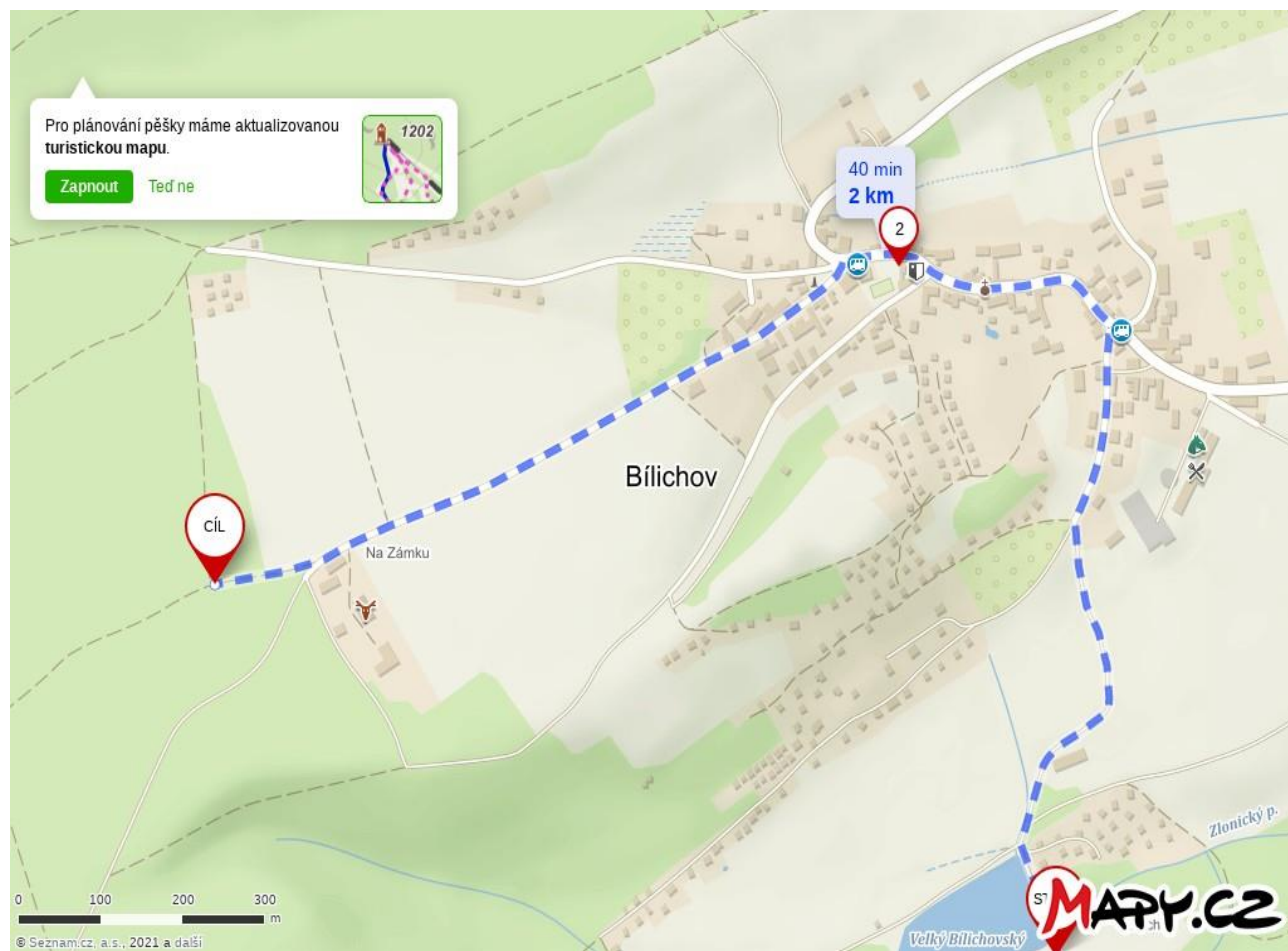 Pro plánování pěšky máme aktualizovanou
turistickou mapu.
1202
Zapnout
Teď ne
40 min
2 km
2
Bílichov
CÍL
Na Zámku
Zlonický p.
0 100 200 300
m
MAPY.CZ
Velký Bílichovský
© Seznam.cz, a.s., 2021 a další